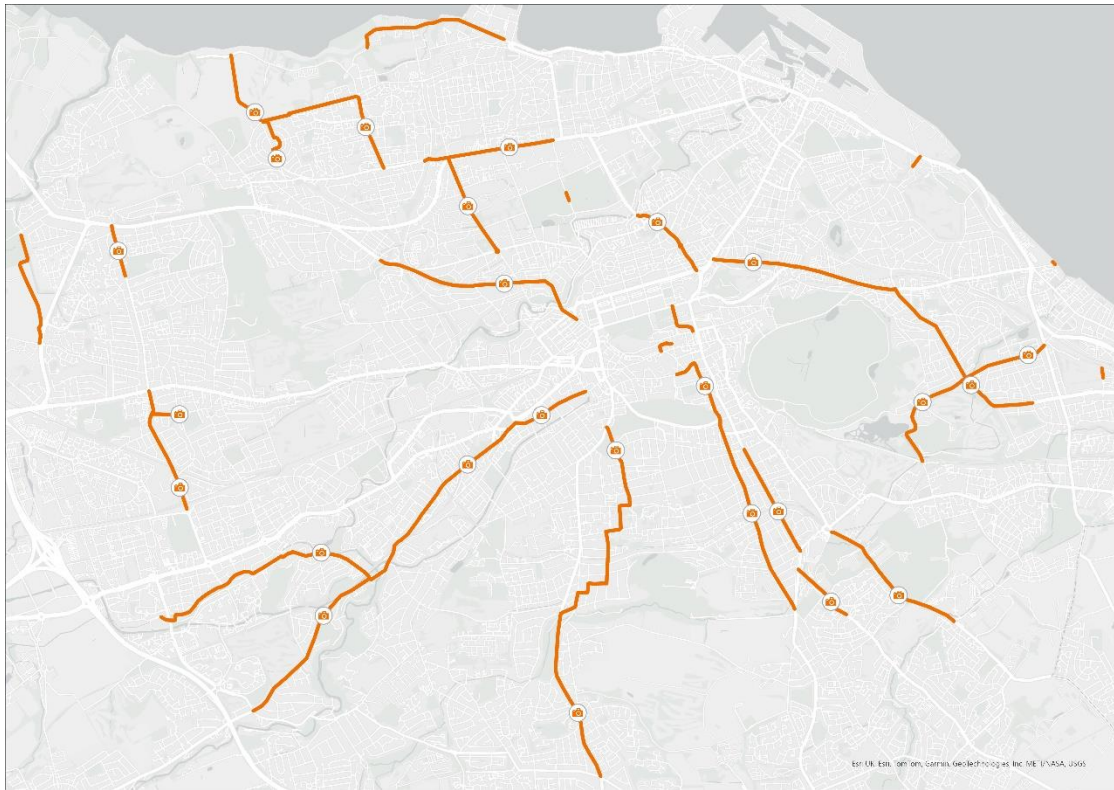 Esri UK, Esri, TomTom, Garmin, GeoTechnologies, Inc, METI/NASA, USGS